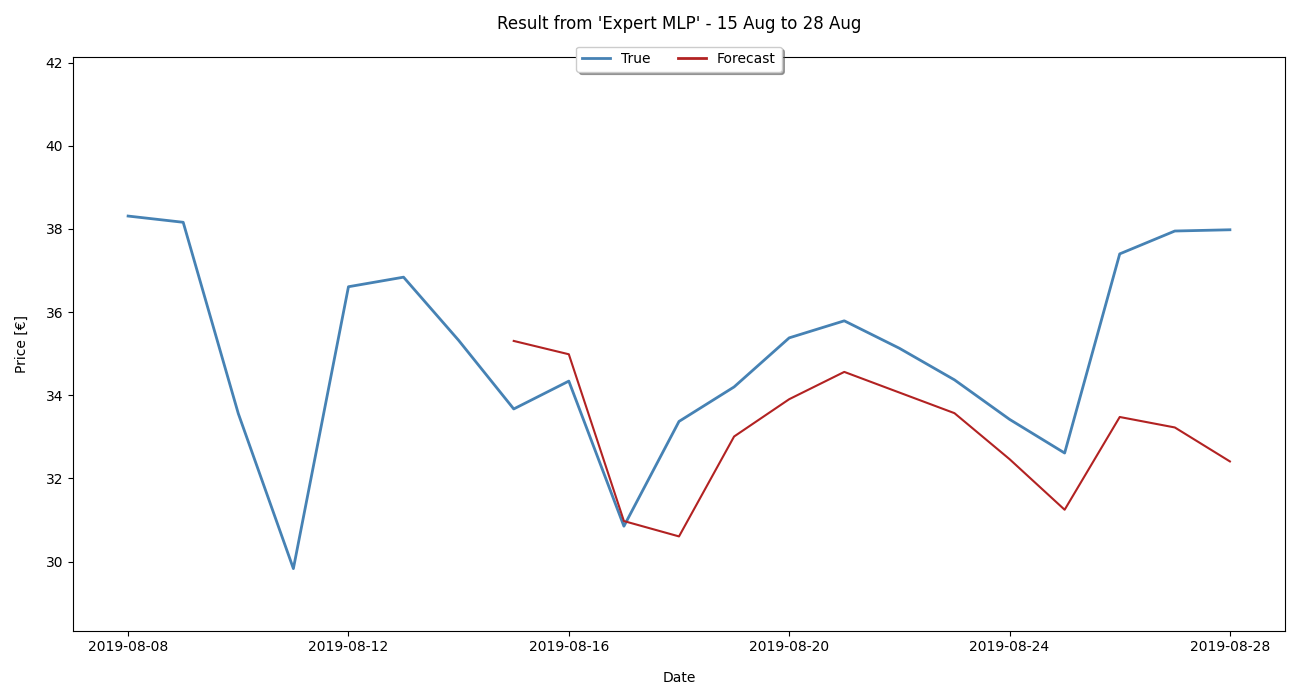 Result from 'Expert MLP' - 15 Aug to 28 Aug
True Forecast
42
40
38
36
34
32
30
Price [€]
2019-08-08 2019-08-12 2019-08-16 2019-08-20 2019-08-24 2019-08-28
Date